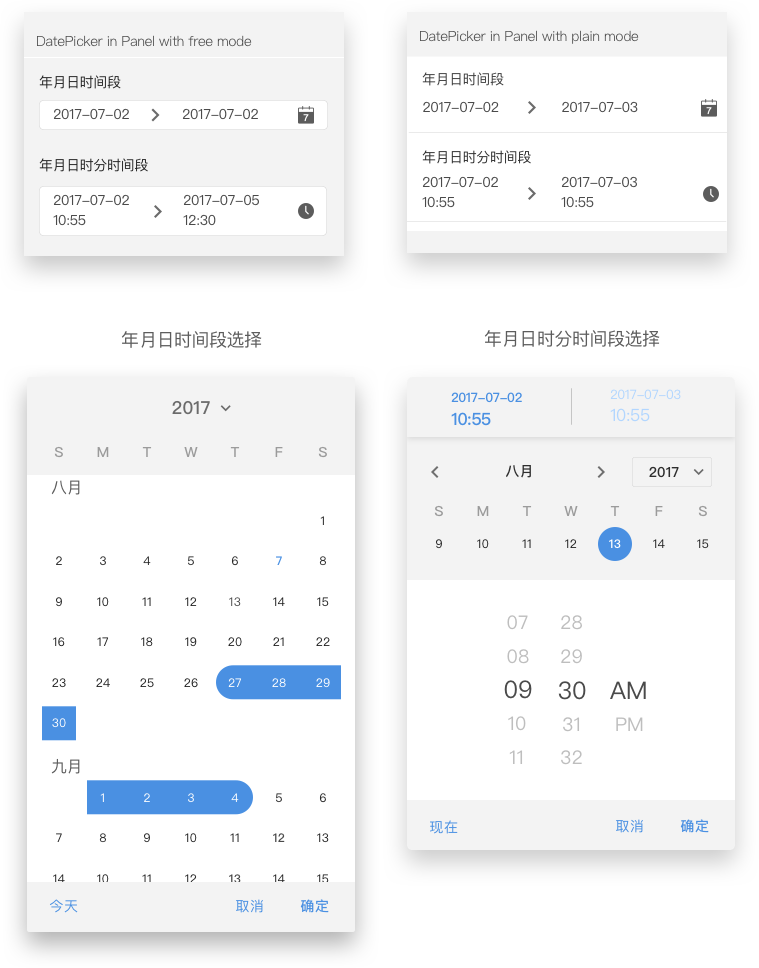 DatePicker in Panel with free mode
年月日时间段
2017-07-02 2017-07-02 7
年月日时分时间段
2017-07-02 2017-07-05
10:55 12:30
DatePicker in Panel with plain mode
年月日时间段
2017-07-02 2017-07-03 7
年月日时分时间段
2017-07-02 2017-07-03
10:55 10:55
年月日时间段选择
2017
S M T W T F S
八月
1
2 3 4 5 6 7 8
9 10 11 12 13 14 15
16 17 18 19 20 21 22
23 24 25 26 27 28 29
30
九月
1 2 3 4 5 6
7 8 9 10 11 12 13
14 10 11 12 13 14 15
今天 取消 确定
年月日时分时间段选择
2017-07-02 2017-07-03
10:55 10:55
八月 2017
S M T W T F S
9 10 11 12 13 14 15
07 28
08 29
09 30 AM
10 31 PM
11 32
现在 取消 确定